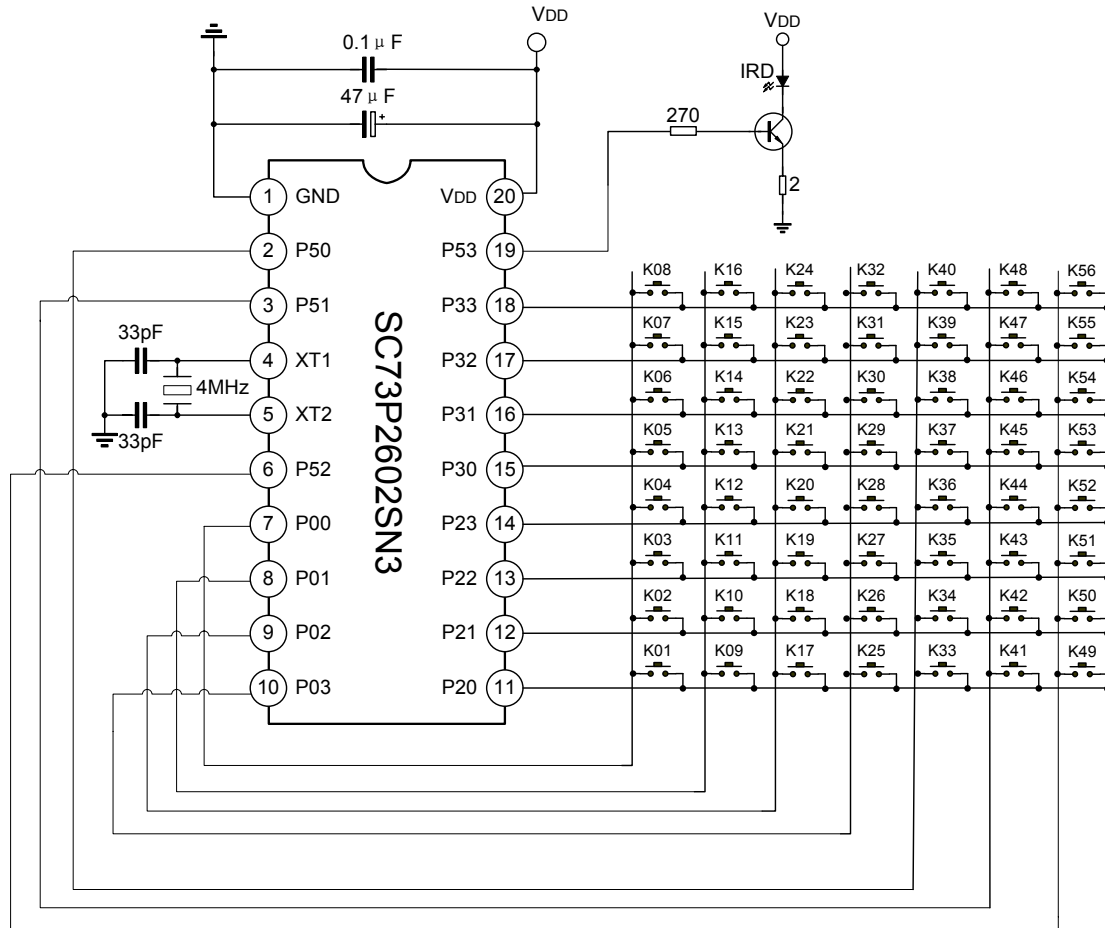 VDD
VDD
0.1μF
IRD
47μF
+
270
2
1 GND VDD 20
2 P50 P53 19
3 P51 P33 18
33pF
4 XT1 P32 17
4MHz
5 XT2 P31 16
33pF
6 P52 P30 15
7 P00 P23 14
8 P01 P22 13
9 P02 P21 12
10 P03 P20 11
SC73P2602SN3
K08 K16 K24 K32 K40 K48 K56
K07 K15 K23 K31 K39 K47 K55
K06 K14 K22 K30 K38 K46 K54
K05 K13 K21 K29 K37 K45 K53
K04 K12 K20 K28 K36 K44 K52
K03 K11 K19 K27 K35 K43 K51
K02 K10 K18 K26 K34 K42 K50
K01 K09 K17 K25 K33 K41 K49